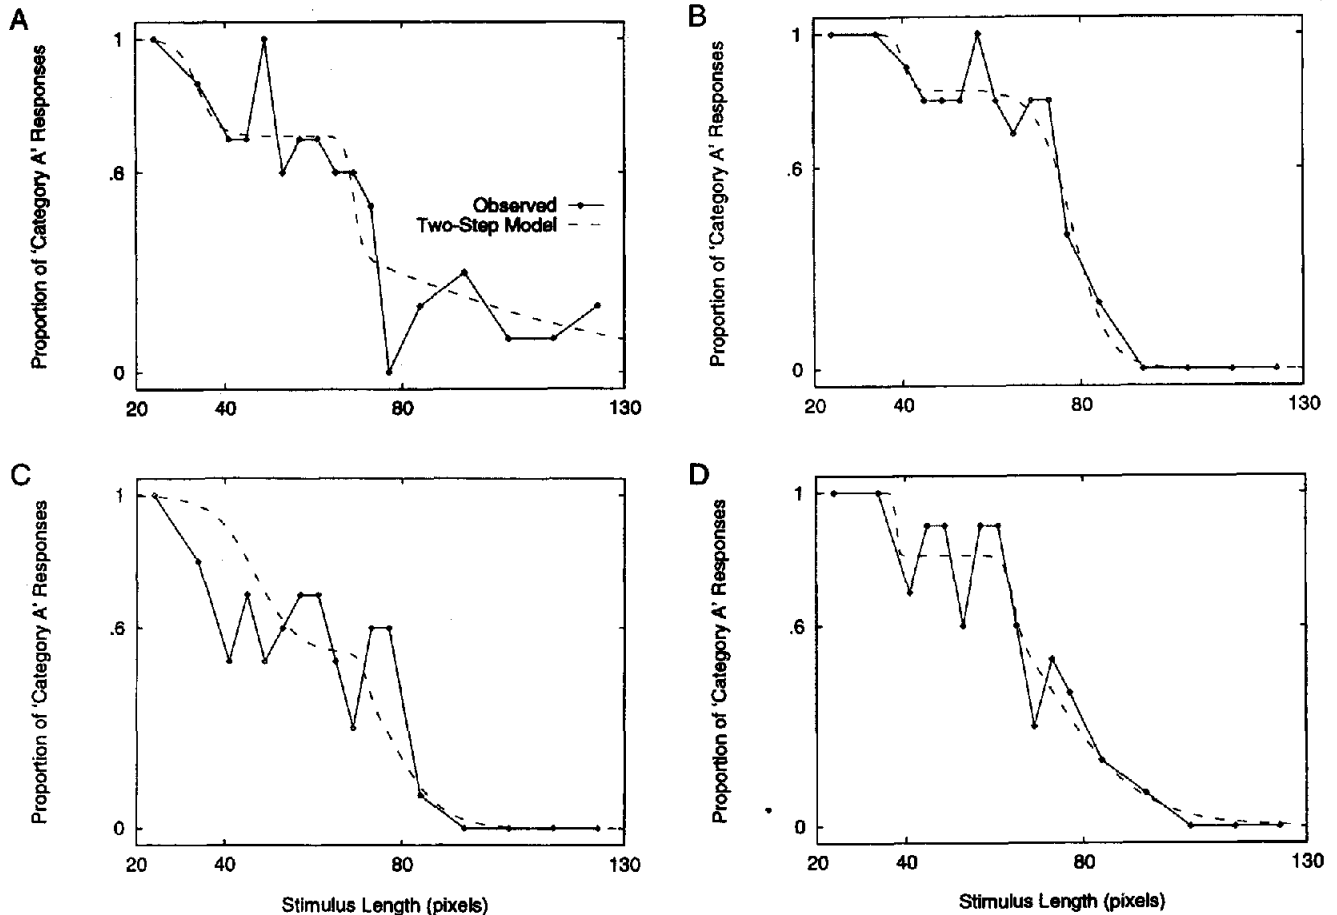 A
Proportion of 'Category A' Responses
1
.6
0
20
40
80
130
Observed
Two-Step Model
B
Proportion of 'Category A' Responses
1
.6
0
20
40
80
130
C
Proportion of 'Category A' Responses
1
.6
0
20
40
80
130
Stimulus Length (pixels)
D
Proportion of 'Category A' Responses
1
.6
0
20
40
80
130
Stimulus Length (pixels)